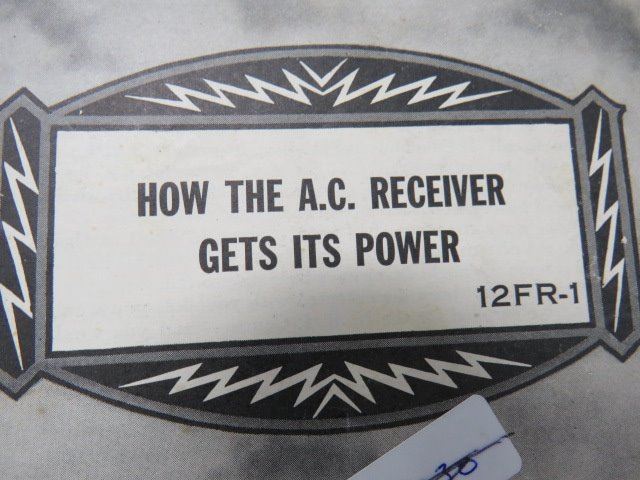 HOW THE A.C. RECEIVER
GETS ITS POWER
12FR-1